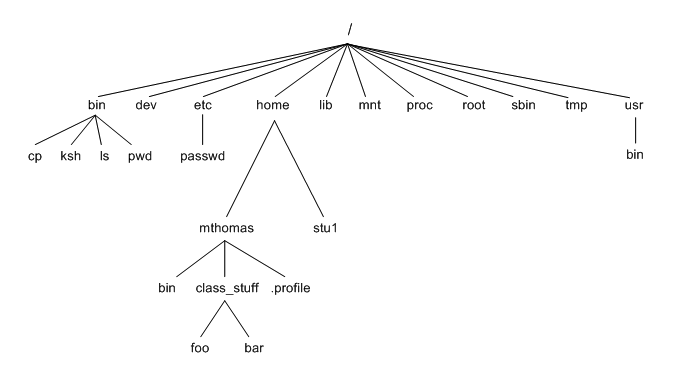 /
bin dev etc home lib mnt proc root sbin tmp usr
cp ksh ls pwd passwd bin
mthomas stu1
bin class_stuff .profile
foo bar